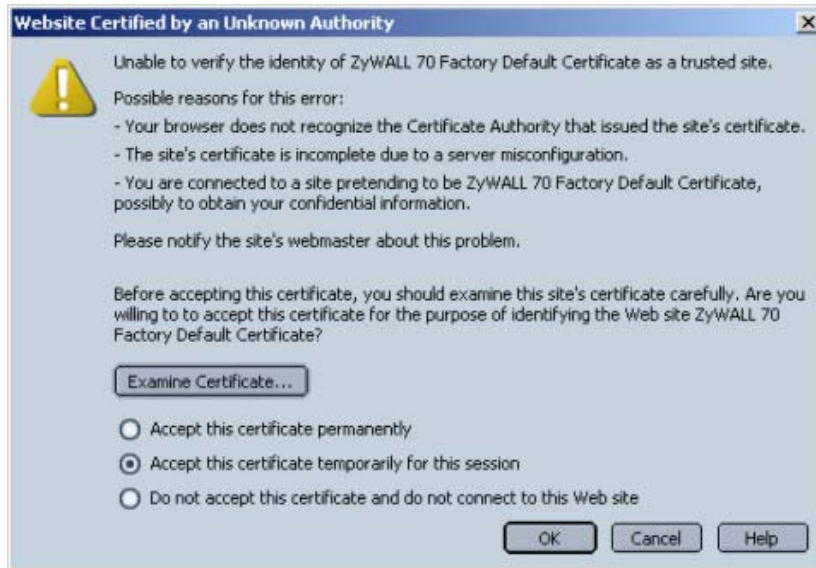 Website Certified by an Unknown Authority
Unable to verify the identity of ZyWALL 70 Factory Default Certificate as a trusted site.
Possible reasons for this error:
- Your browser does not recognize the Certificate Authority that issued the site's certificate.
- The site's certificate is incomplete due to a server misconfiguration.
- You are connected to a site pretending to be ZyWALL 70 Factory Default Certificate,
possibly to obtain your confidential information.
Please notify the site's webmaster about this problem.
Before accepting this certificate, you should examine this site's certificate carefully. Are you
willing to to accept this certificate for the purpose of identifying the Web site ZyWALL 70
Factory Default Certificate?
Examine Certificate...
Accept this certificate permanently
Accept this certificate temporarily for this session
Do not accept this certificate and do not connect to this Web site
OK Cancel Help